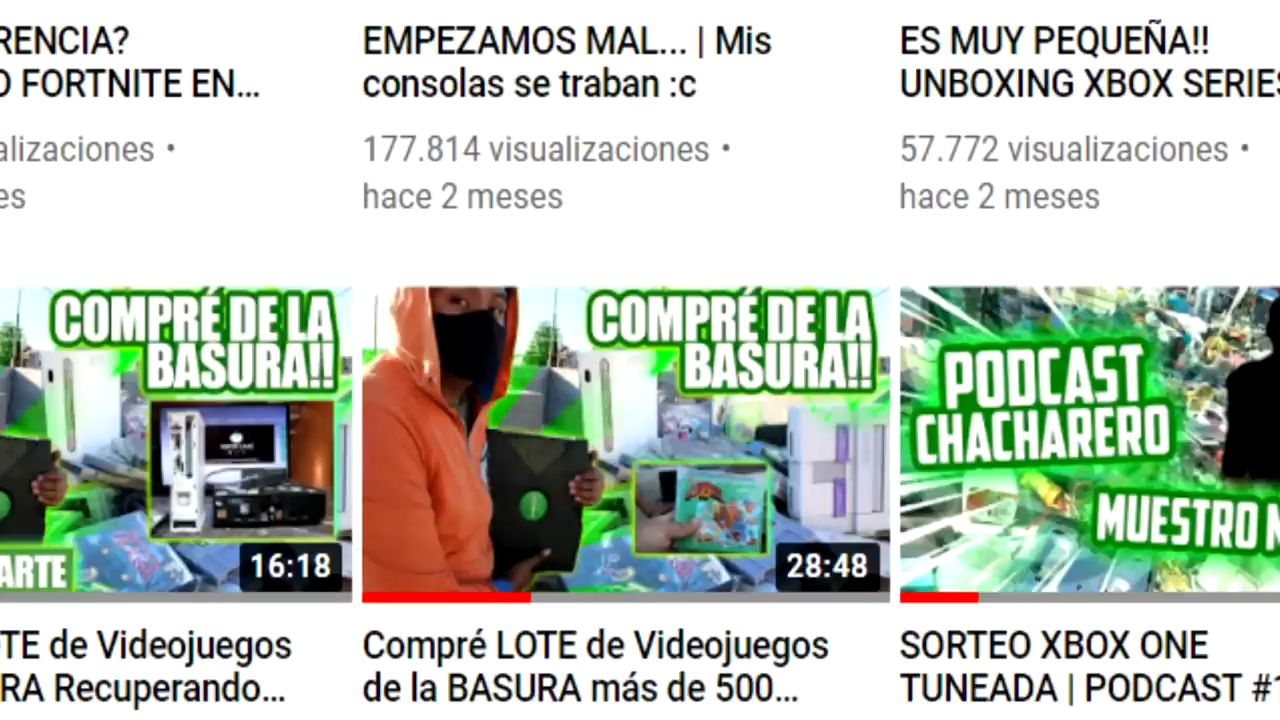 RENCIA?
O FORTNITE EN...
alizaciones •
es
EMPEZAMOS MAL... | Mis
consolas se traban :c
177.814 visualizaciones •
hace 2 meses
ES MUY PEQUEÑA!!
UNBOXING XBOX SERIES
57.772 visualizaciones •
hace 2 meses
COMPRÉ DE LA
BASURA!!
ARTE
16:18
TE de Videojuegos
RA Recuperando...
COMPRÉ DE LA
BASURA!!
28:48
Compré LOTE de Videojuegos
de la BASURA más de 500...
PODCAST
CHACHARERO
MUESTRO
SORTEO XBOX ONE
TUNEADA | PODCAST #1